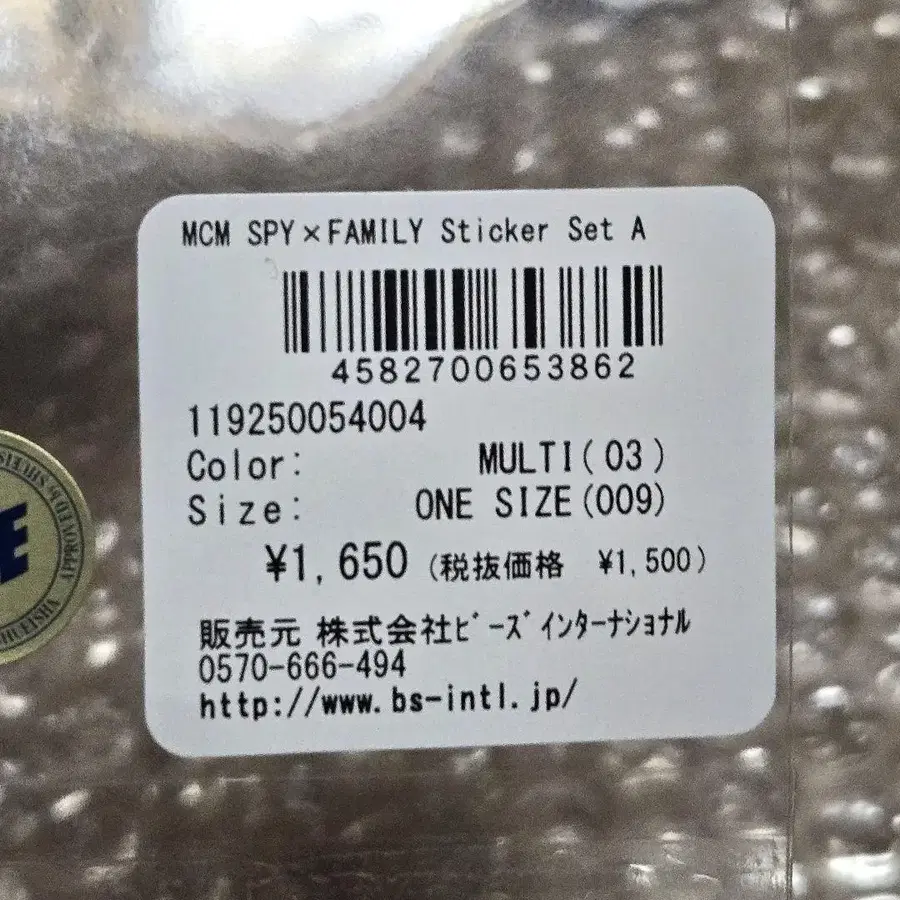 MCM SPY×FAMILY Sticker Set A
4582700653862
119250054004
Color: MULTI(03)
Size: ONE SIZE(009)
¥1,650 (税抜価格 ¥1,500)
販売元 株式会社ビーズインターナショナル
0570-666-494
http://www.bs-intl.jp/
E
APPROVED